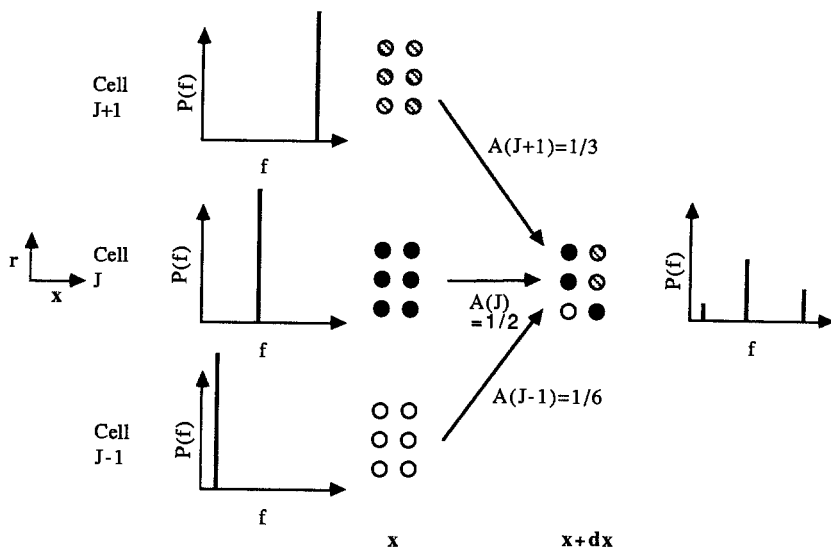 Cell
J+1
P(f)
f
A(J+1)=1/3
r
x
Cell
J
P(f)
f
A(J)
=1/2
P(f)
f
Cell
J-1
P(f)
f
A(J-1)=1/6
x
x+dx